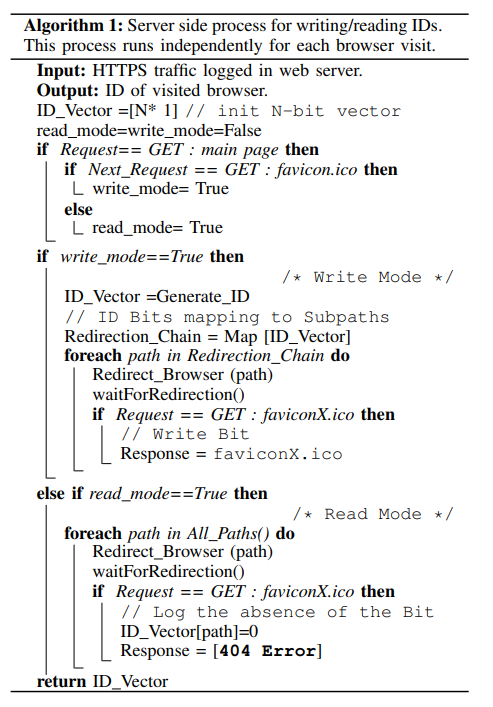 Algorithm 1: Server side process for writing/reading IDs.
This process runs independently for each browser visit.
Input: HTTPS traffic logged in web server.
Output: ID of visited browser.
ID_Vector =[N* 1] // init N-bit vector
read_mode=write_mode=False
if Request== GET : main page then
if Next_Request == GET : favicon.ico then
write_mode= True
else
read_mode= True
if write_mode==True then
/* Write Mode */
ID_Vector =Generate_ID
// ID Bits mapping to Subpaths
Redirection_Chain = Map [ID_Vector]
foreach path in Redirection_Chain do
Redirect_Browser (path)
waitForRedirection()
if Request == GET : faviconX.ico then
// Write Bit
Response = faviconX.ico
else if read_mode==True then
/* Read Mode */
foreach path in All_Paths() do
Redirect_Browser (path)
waitForRedirection()
if Request == GET : faviconX.ico then
// Log the absence of the Bit
ID_Vector[path]=0
Response = [404 Error]
return ID_Vector